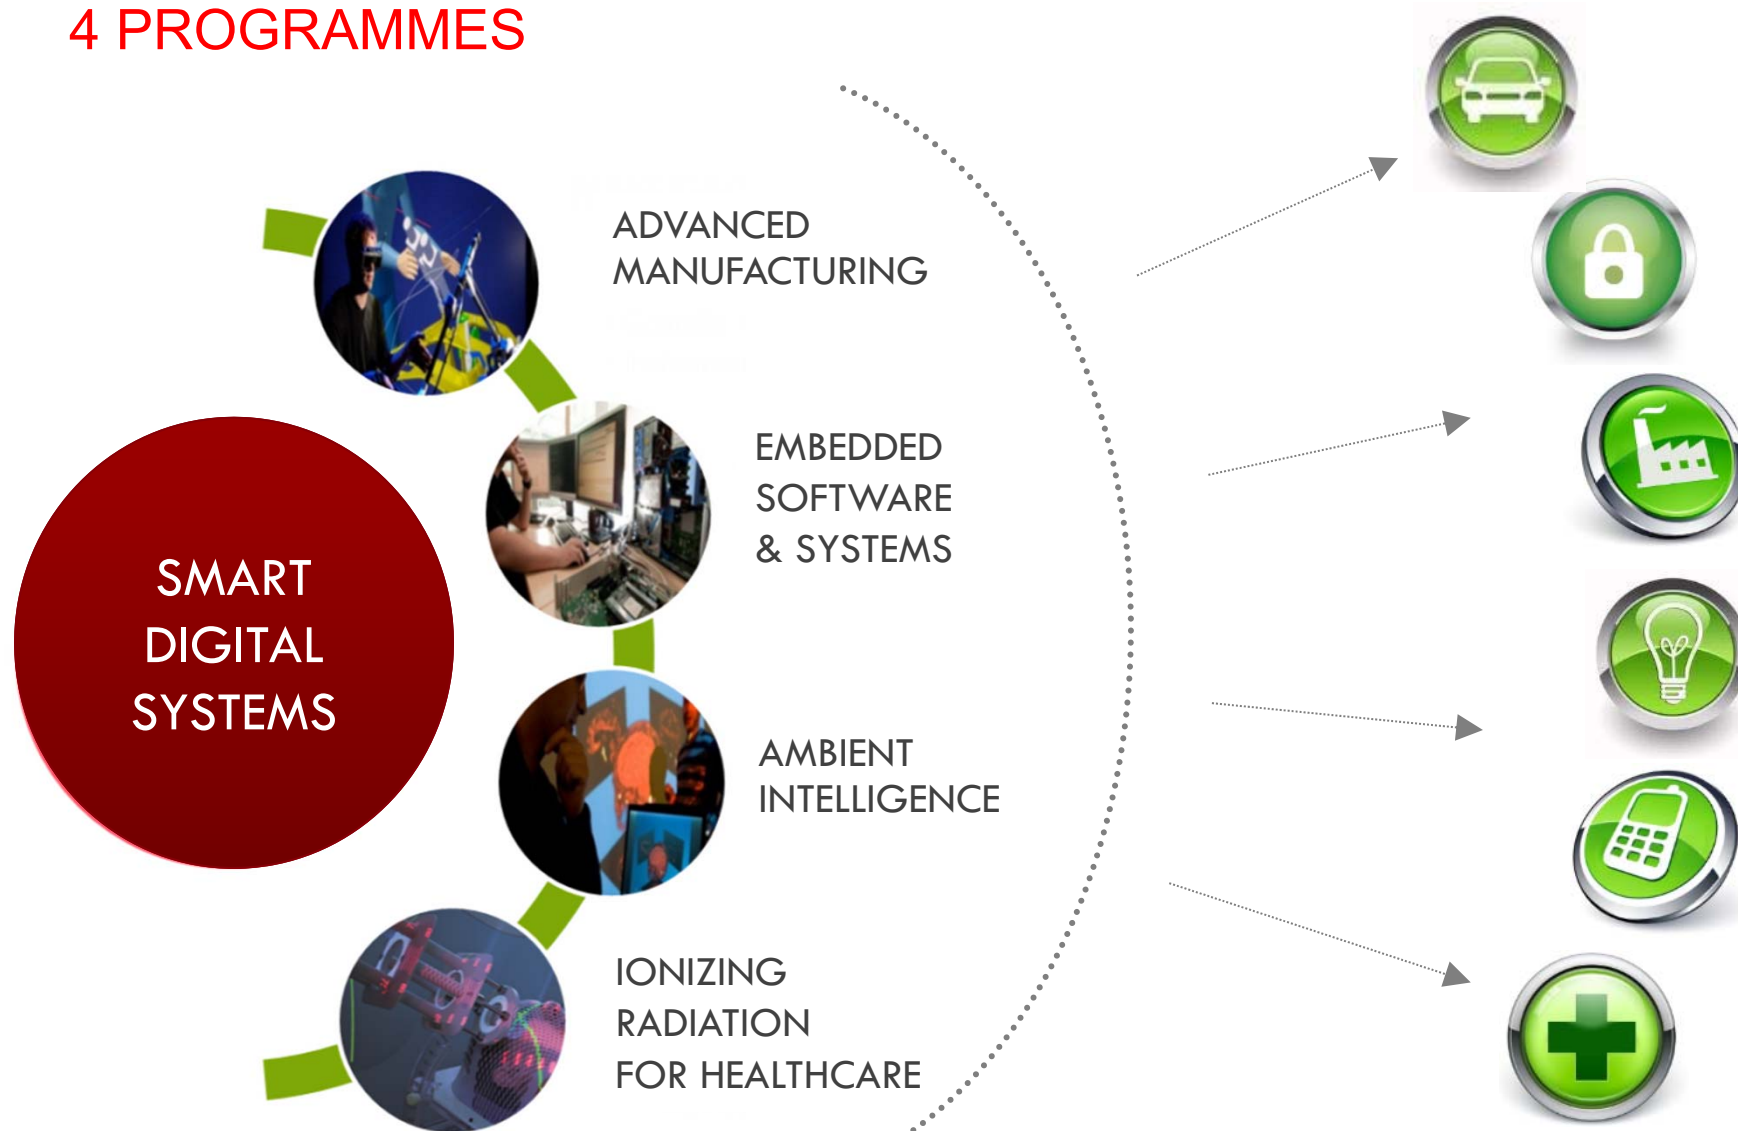 4 PROGRAMMES
ADVANCED
MANUFACTURING
EMBEDDED
SOFTWARE
& SYSTEMS
SMART
DIGITAL
SYSTEMS
AMBIENT
INTELLIGENCE
IONIZING
RADIATION
FOR HEALTHCARE